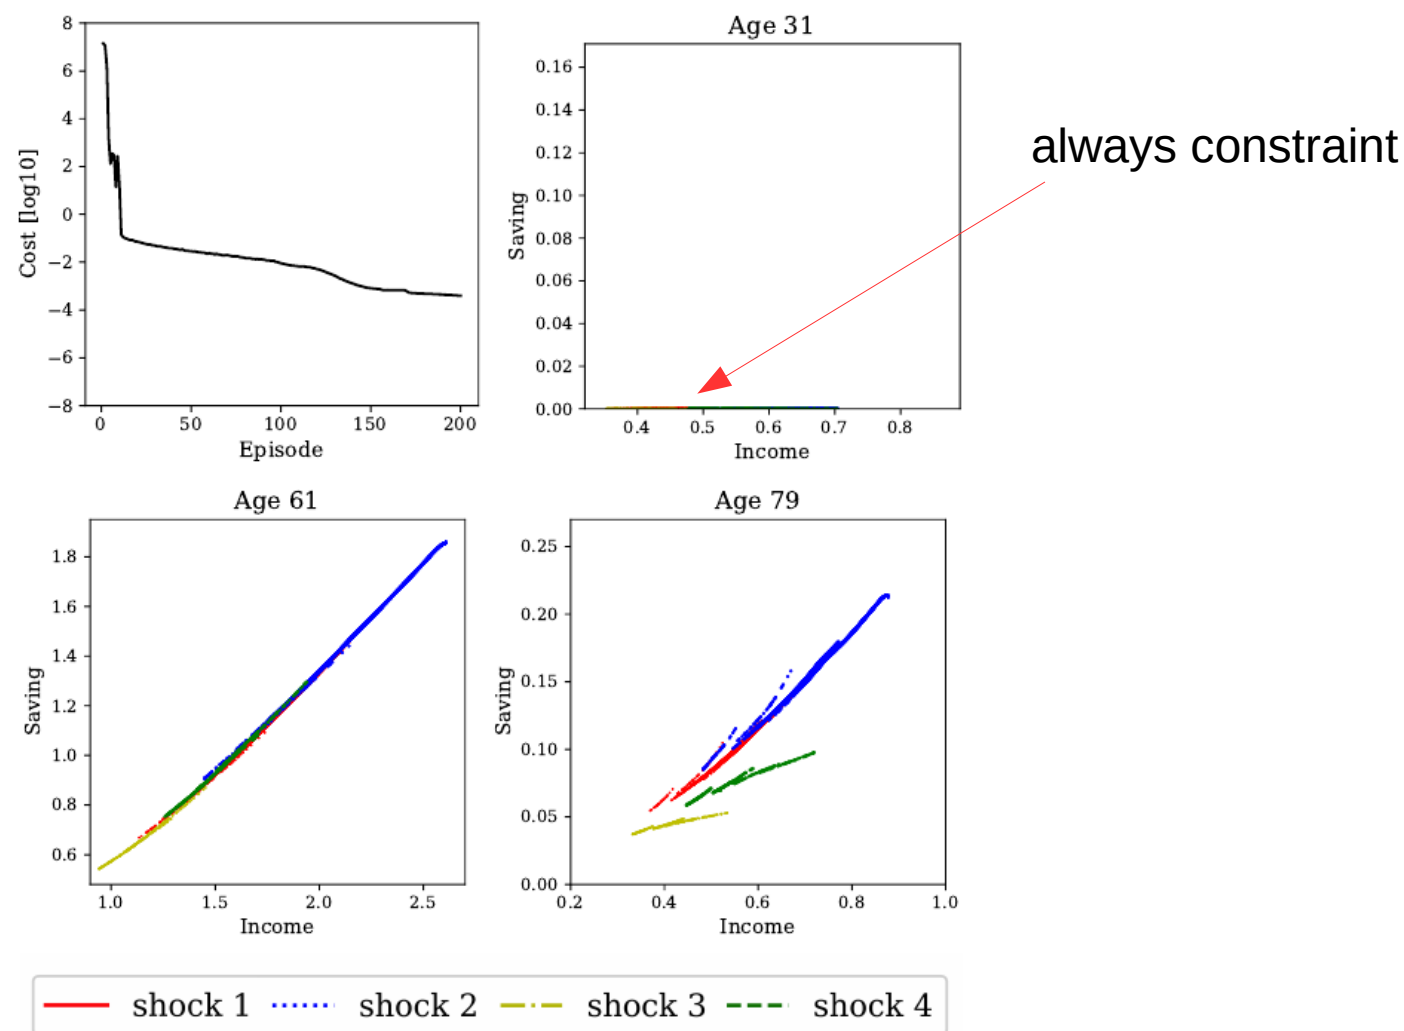 8
6
4
2
0
−2
−4
−6
−8
Cost [log10]
0 50 100 150 200
Episode
Age 31
0.16
0.14
0.12
0.10
0.08
0.06
0.04
0.02
0.00
Saving
0.4 0.5 0.6 0.7 0.8
Income
always constraint
Age 61
1.8
1.6
1.4
1.2
1.0
0.8
0.6
Saving
1.0 1.5 2.0 2.5
Income
Age 79
0.25
0.20
0.15
0.10
0.05
0.00
Saving
0.2 0.4 0.6 0.8 1.0
Income
shock 1 shock 2 shock 3 shock 4